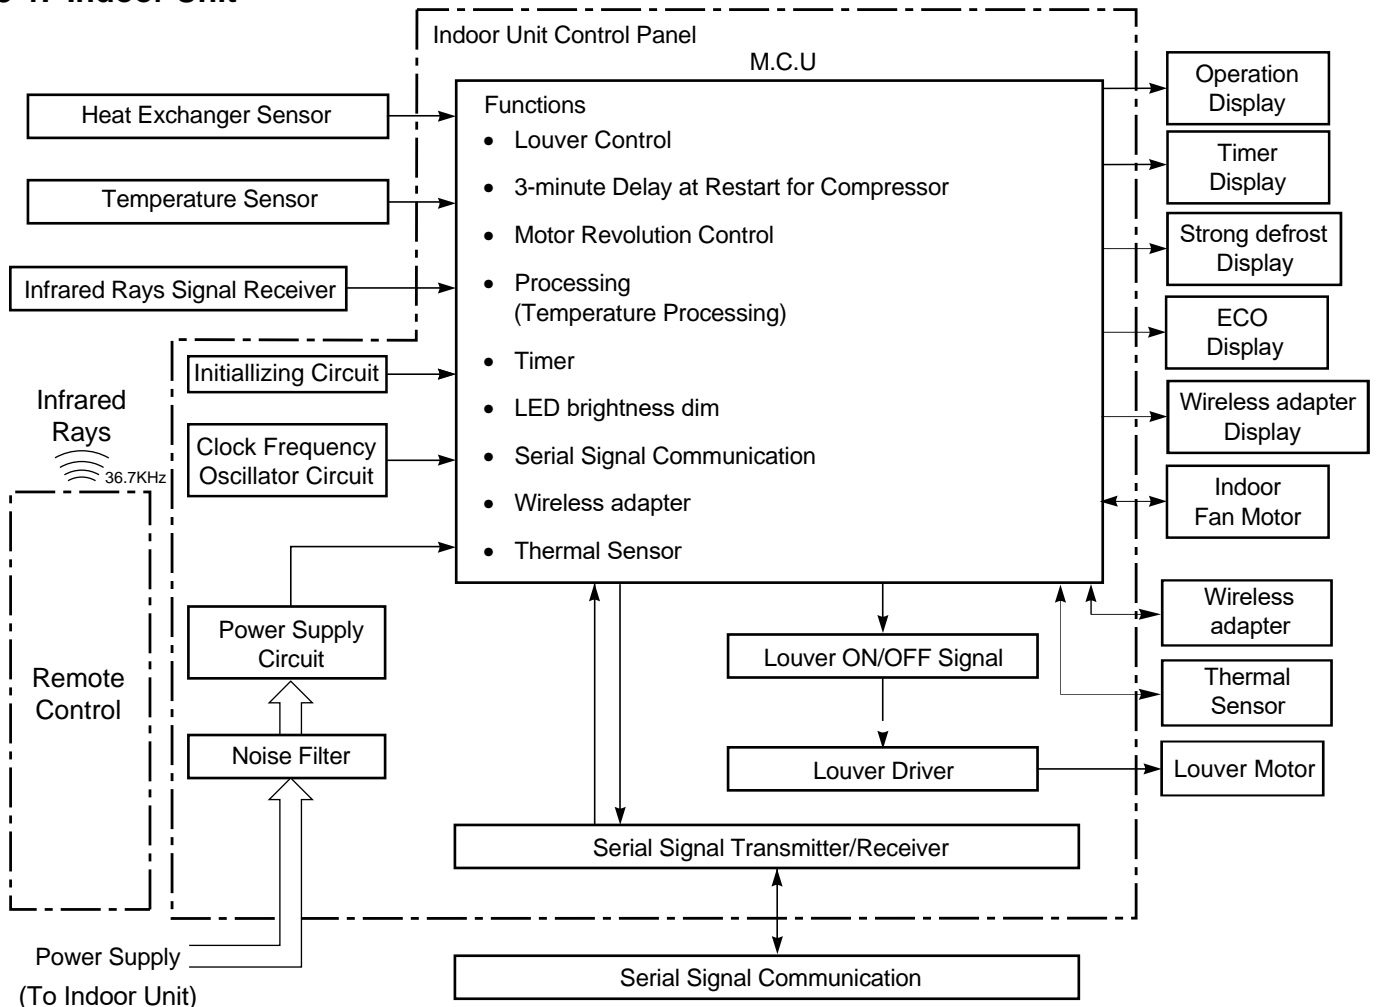 Indoor Unit
Indoor Unit Control Panel
M.C.U
Heat Exchanger Sensor
Temperature Sensor
Infrared Rays Signal Receiver
Initiallizing Circuit
Clock Frequency
Oscillator Circuit
Infrared
Rays
36.7KHz
Remote
Control
Power Supply
Circuit
Noise Filter
Power Supply
(To Indoor Unit)
Functions
• Louver Control
• 3-minute Delay at Restart for Compressor
• Motor Revolution Control
• Processing
(Temperature Processing)
• Timer
• LED brightness dim
• Serial Signal Communication
• Wireless adapter
• Thermal Sensor
Louver ON/OFF Signal
Louver Driver
Serial Signal Transmitter/Receiver
Serial Signal Communication
Operation
Display
Timer
Display
Strong defrost
Display
ECO
Display
Wireless adapter
Display
Indoor
Fan Motor
Wireless
adapter
Thermal
Sensor
Louver Motor